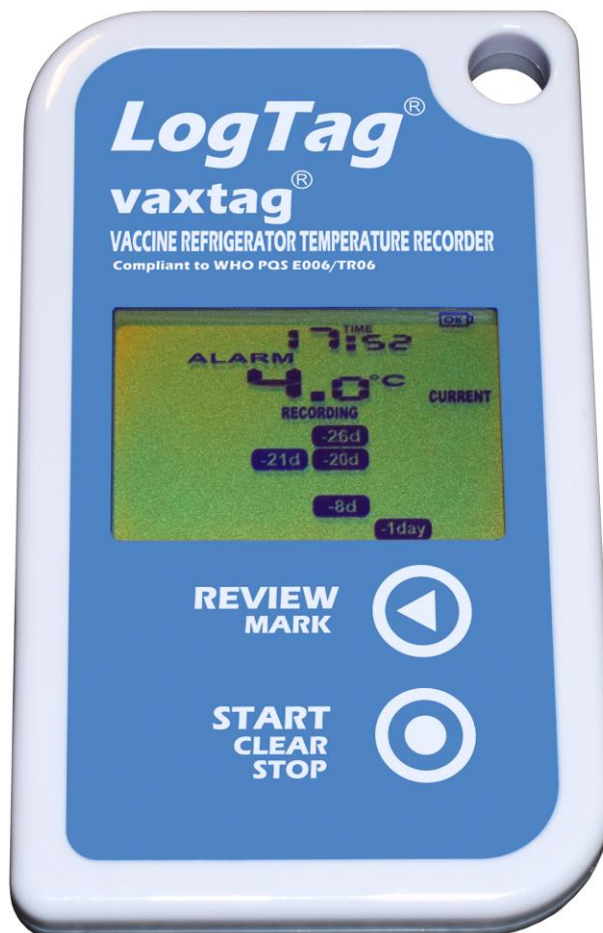 LogTag®
vaxtag®
VACCINE REFRIGERATOR TEMPERATURE RECORDER
Compliant to WHO PQS E006/TR06
OK
TIME
17:52
ALARM
4.0°C
CURRENT
RECORDING
-26d
-21d -20d
-8d
-1day
REVIEW
MARK
START
CLEAR
STOP